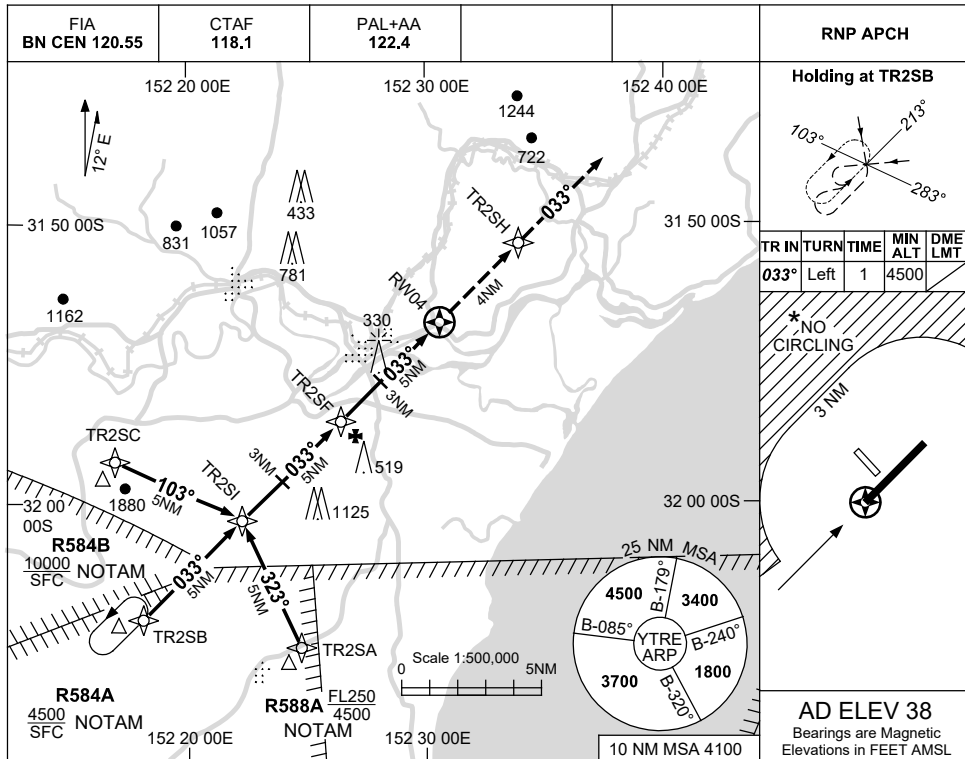 FIA
BN CEN 120.55
CTAF
118.1
PAL+AA
122.4
RNP APCH
152 20 00E
152 30 00E
152 40 00E
12° E
1244
722
433
TR2SH
033°
31 50 00S
31 50 00S
831
1057
781
4NM
RW04
1162
330
033°
5NM
3NM
TR2SF
TR2SC
TR2SI
3NM
033°
5NM
519
103°
5NM
1880
1125
32 00
00S
32 00 00S
R584B
10000
SFC
NOTAM
033°
5NM
323°
5NM
TR2SB
TR2SA
R584A
4500
SFC
NOTAM
R588A
FL250
4500
NOTAM
0
Scale 1:500,000
5NM
152 20 00E
152 30 00E
25 NM MSA
4500
B-179°
3400
B-085°
B-240°
YTRE
ARP
3700
1800
B-320°
10 NM MSA 4100
Holding at TR2SB
103°
213°
283°
TR IN
TURN
TIME
MIN
ALT
DME
LMT
033°
Left
1
4500
*NO
CIRCLING
3 NM
AD ELEV 38
Bearings are Magnetic
Elevations in FEET AMSL